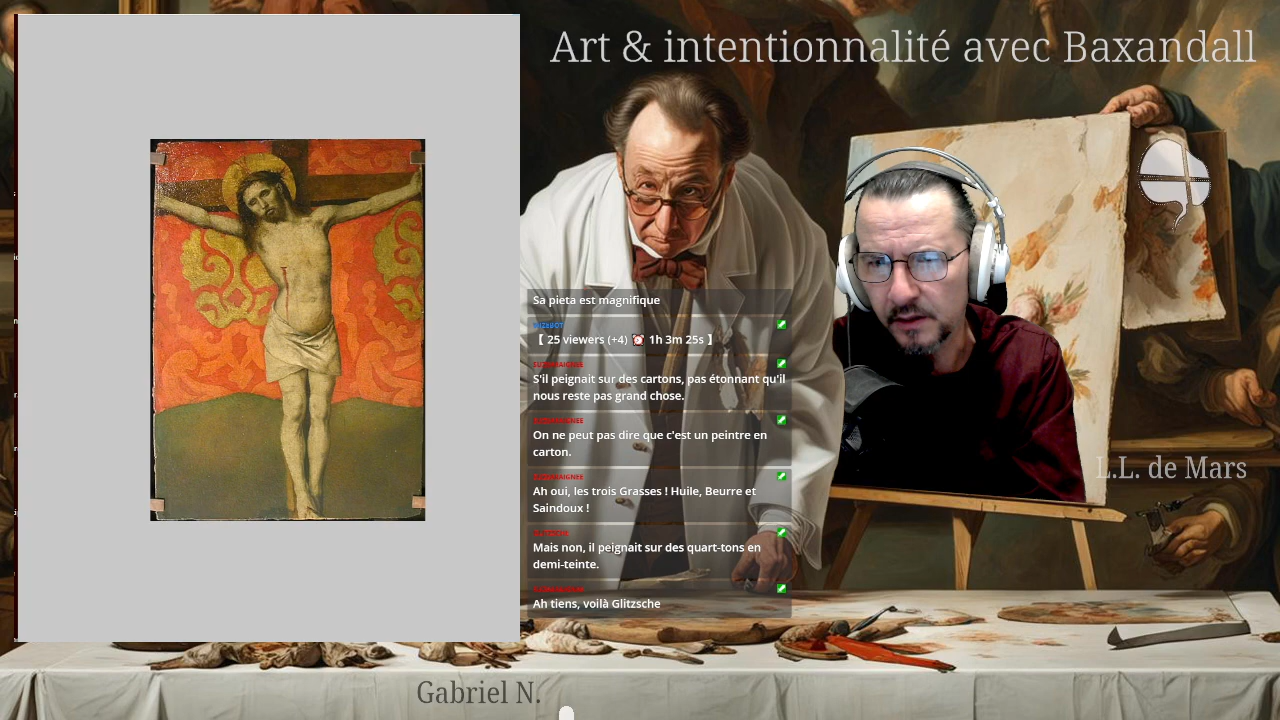 Art & intentionnalité avec Baxandall
Sa pieta est magnifique
【 25 viewers (+4) ⏰ 1h 3m 25s 】
S'il peignait sur des cartons, pas étonnant qu'il
nous reste pas grand chose.
On ne peut pas dire que c'est un peintre en
carton.
Ah oui, les trois Grasses ! Huile, Beurre et
Saindoux !
Mais non, il peignait sur des quart-tons en
demi-teinte.
Ah tiens, voilà Glitzsche
L.L. de Mars
Gabriel N.